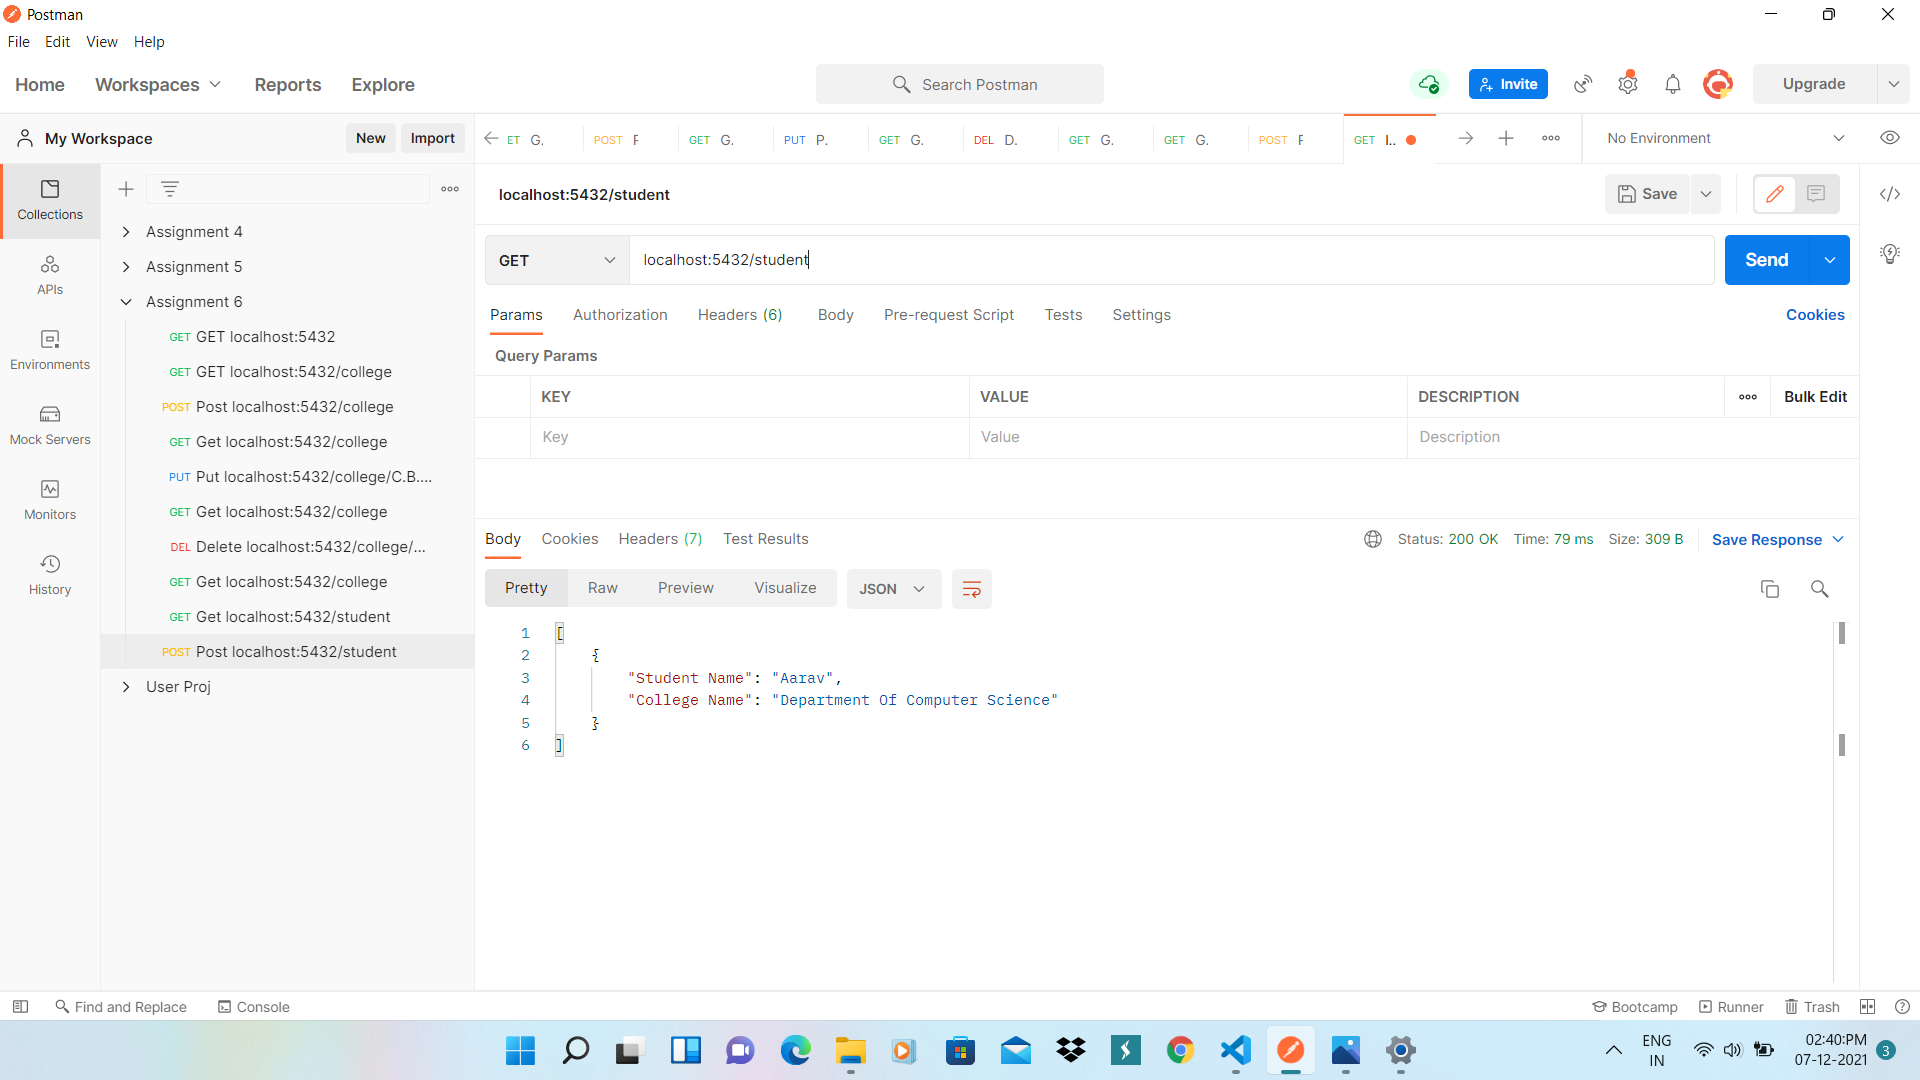 Postman
File Edit View Help
Home Workspaces Reports Explore Search Postman Invite Upgrade
My Workspace New Import
ET G. POST F GET G. PUT P. GET G. DEL D. GET G. GET G. POST F GET l..
No Environment
Collections
APIs
Environments
Mock Servers
Monitors
History
Assignment 4
Assignment 5
Assignment 6
GET GET localhost:5432
GET GET localhost:5432/college
POST Post localhost:5432/college
GET Get localhost:5432/college
PUT Put localhost:5432/college/C.B....
GET Get localhost:5432/college
DEL Delete localhost:5432/college/...
GET Get localhost:5432/college
GET Get localhost:5432/student
POST Post localhost:5432/student
User Proj
localhost:5432/student Save
GET localhost:5432/student Send
Params Authorization Headers (6) Body Pre-request Script Tests Settings Cookies
Query Params
KEY VALUE DESCRIPTION Bulk Edit
Key Value Description
Body Cookies Headers (7) Test Results Status: 200 OK Time: 79 ms Size: 309 B Save Response
Pretty Raw Preview Visualize JSON
1 [
2 {
3 "Student Name": "Aarav",
4 "College Name": "Department Of Computer Science"
5 }
6 ]
Find and Replace Console Bootcamp Runner Trash
ENG
IN
02:40:PM
07-12-2021
3